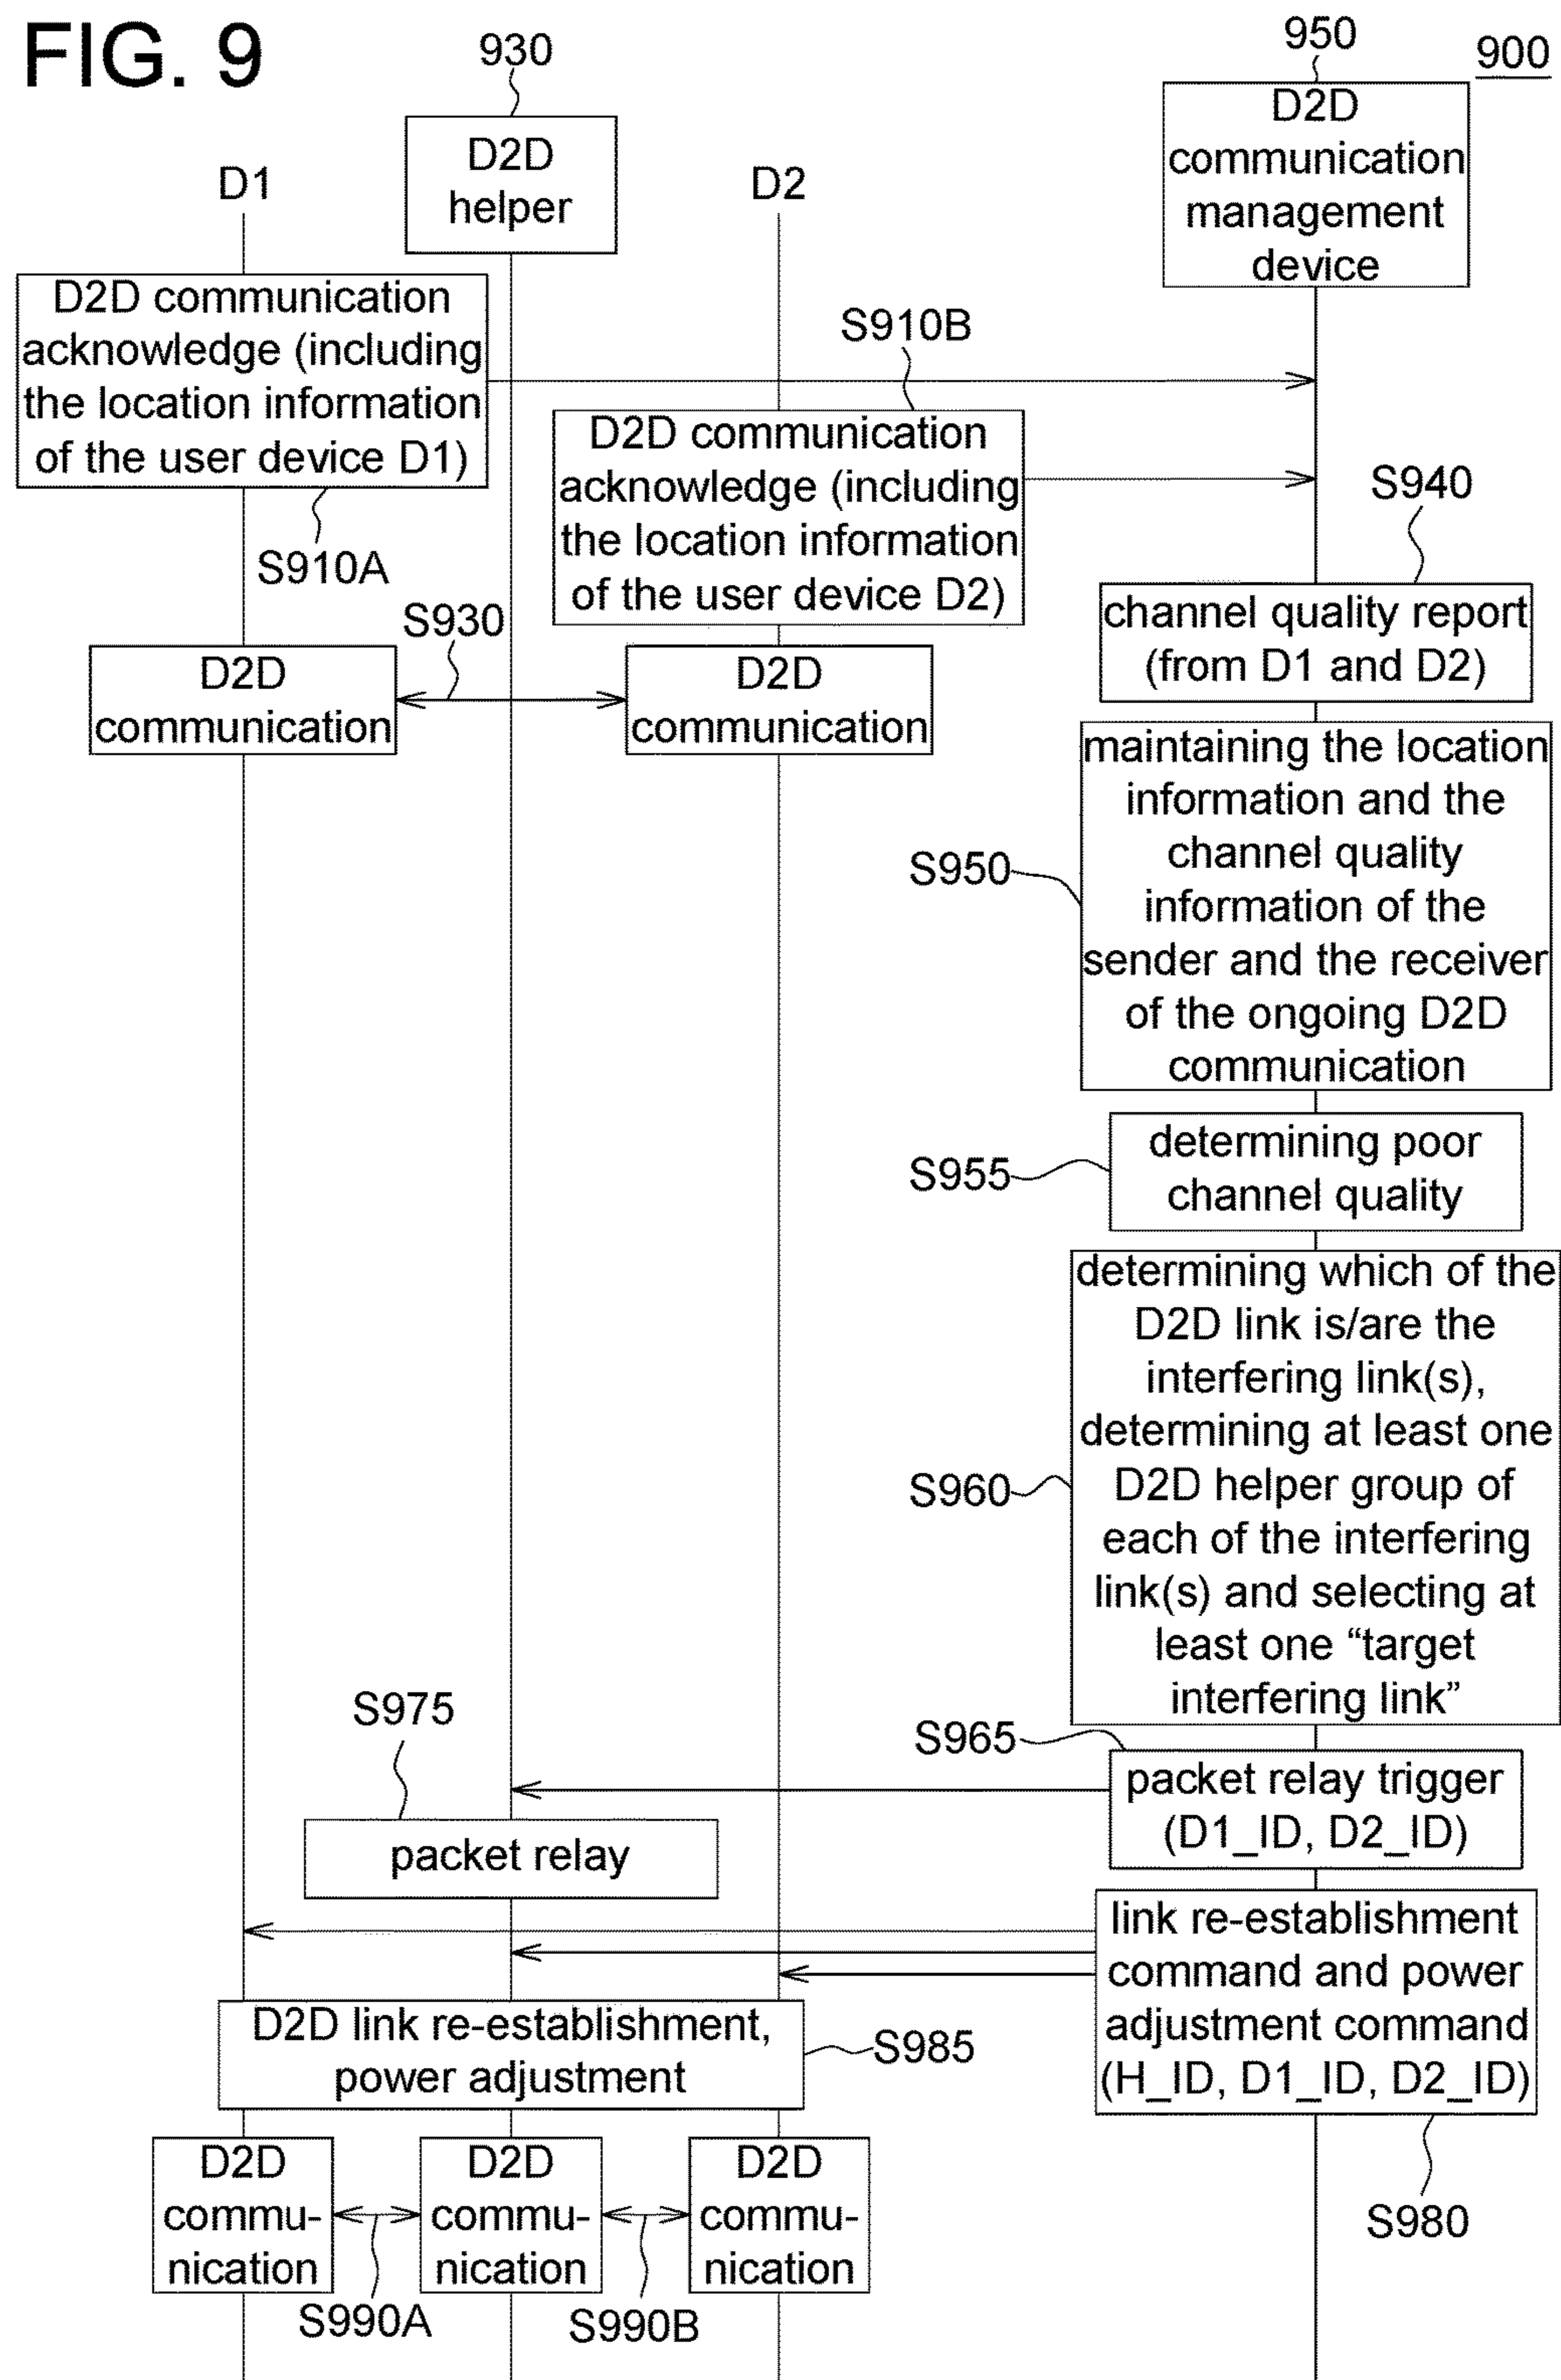 FIG. 9
930
950
900
D2D
helper
D2D
communication
management
device
D1
D2
D2D communication
acknowledge (including
the location information
of the user device D1)
S910A
S910B
D2D communication
acknowledge (including
the location information
of the user device D2)
S940
channel quality report
(from D1 and D2)
S930
D2D
communication
D2D
communication
S950
maintaining the location
information and the
channel quality
information of the
sender and the receiver
of the ongoing D2D
communication
S955
determining poor
channel quality
S960
determining which of the
D2D link is/are the
interfering link(s),
determining at least one
D2D helper group of
each of the interfering
link(s) and selecting at
least one “target
interfering link”
S965
packet relay trigger
(D1_ID, D2_ID)
S975
packet relay
link re-establishment
command and power
adjustment command
(H_ID, D1_ID, D2_ID)
S980
D2D link re-establishment,
power adjustment
S985
D2D
commu-
nication
D2D
commu-
nication
D2D
commu-
nication
S990A
S990B